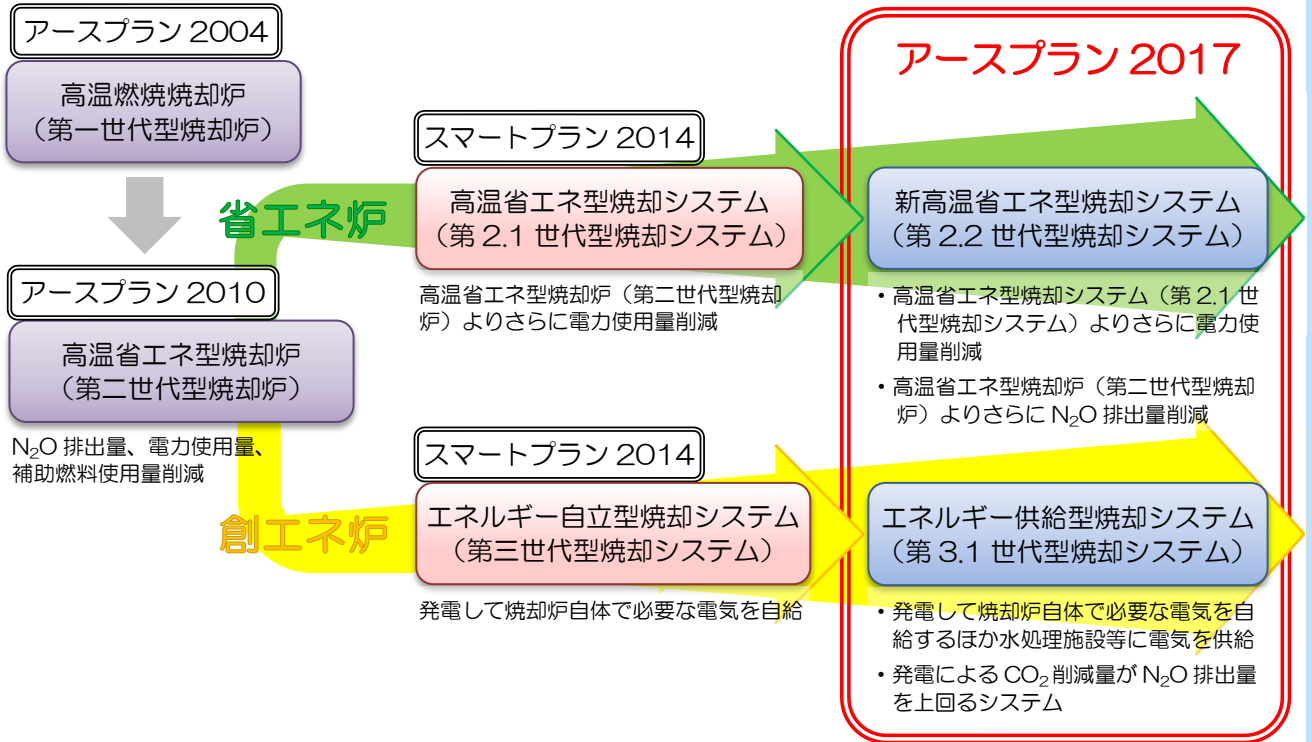 アースプラン 2004
高温燃焼焼却炉
（第一世代型焼却炉）
アースプラン 2010
高温省エネ型焼却炉
（第二世代型焼却炉）
N₂O 排出量、電力使用量、
補助燃料使用量削減
省エネ炉
スマートプラン 2014
高温省エネ型焼却システム
（第 2.1 世代型焼却システム）
高温省エネ型焼却炉（第二世代型焼却
炉）よりさらに電力使用量削減
創エネ炉
スマートプラン 2014
エネルギー自立型焼却システム
（第三世代型焼却システム）
発電して焼却炉自体で必要な電気を自給
アースプラン 2017
新高温省エネ型焼却システム
（第 2.2 世代型焼却システム）
・高温省エネ型焼却システム（第 2.1 世
代型焼却システム）よりさらに電力使
用量削減
・高温省エネ型焼却炉（第二世代型焼却
炉）よりさらに N₂O 排出量削減
エネルギー供給型焼却システム
（第 3.1 世代型焼却システム）
・発電して焼却炉自体で必要な電気を自
給するほか水処理施設等に電気を供給
・発電による CO₂ 削減量が N₂O 排出量
を上回るシステム